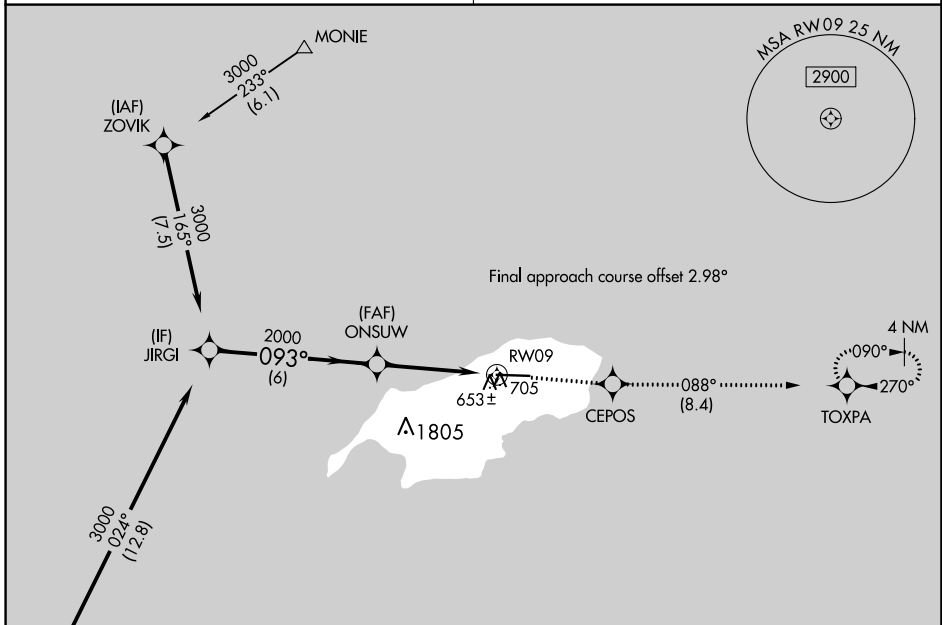 MONIE
3000
233°
(6.1)
MSA RW09 25 NM
2900
(IAF)
ZOVIK
3000
165°
(7.5)
Final approach course offset 2.98°
(IF)
JIRGI
2000
093°
(6)
(FAF)
ONSUW
RW09
705
653±
1805
CEPOS
088°
(8.4)
4 NM
090°
270°
TOXPA
3000
024°
(12.8)